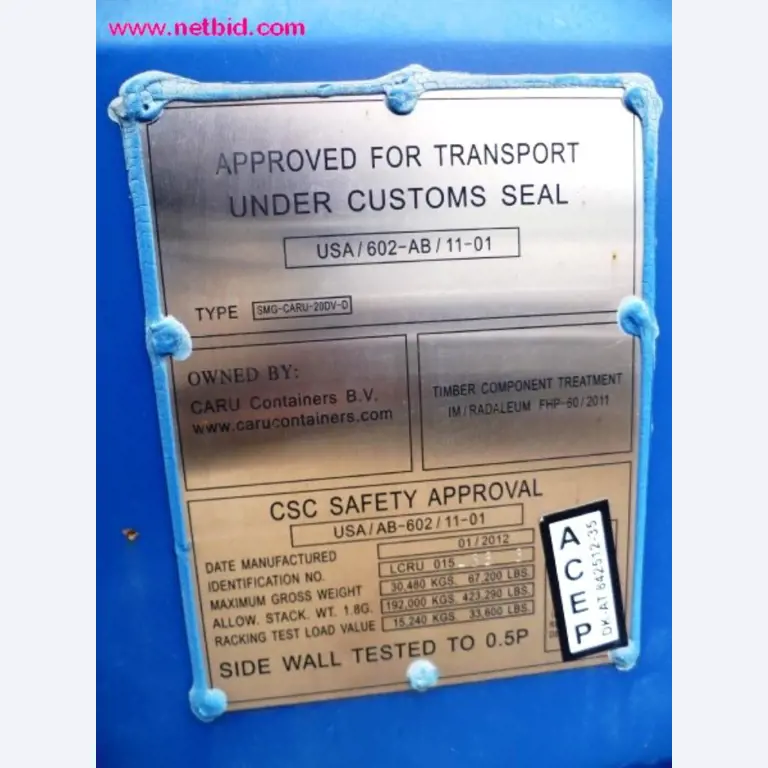 www.netbid.com
APPROVED FOR TRANSPORT
UNDER CUSTOMS SEAL
USA/602-AB/11-01
TYPE SMG-CARU-20DV-D
OWNED BY:
CARU Containers B.V.
www.carucontainers.com
TIMBER COMPONENT TREATMENT
IM/RADALEUM FHP-60/2011
CSC SAFETY APPROVAL
USA/AB-602/11-01
DATE MANUFACTURED 01/2012
IDENTIFICATION NO. LCRU 015
MAXIMUM GROSS WEIGHT 30,480 KGS. 67,200 LBS.
ALLOW. STACK. WT. 1.8G. 192,000 KGS. 423,290 LBS.
RACKING TEST LOAD VALUE 15,240 KGS. 33,600 LBS.
SIDE WALL TESTED TO 0.5P
ACEP
DK-AT 642512-35